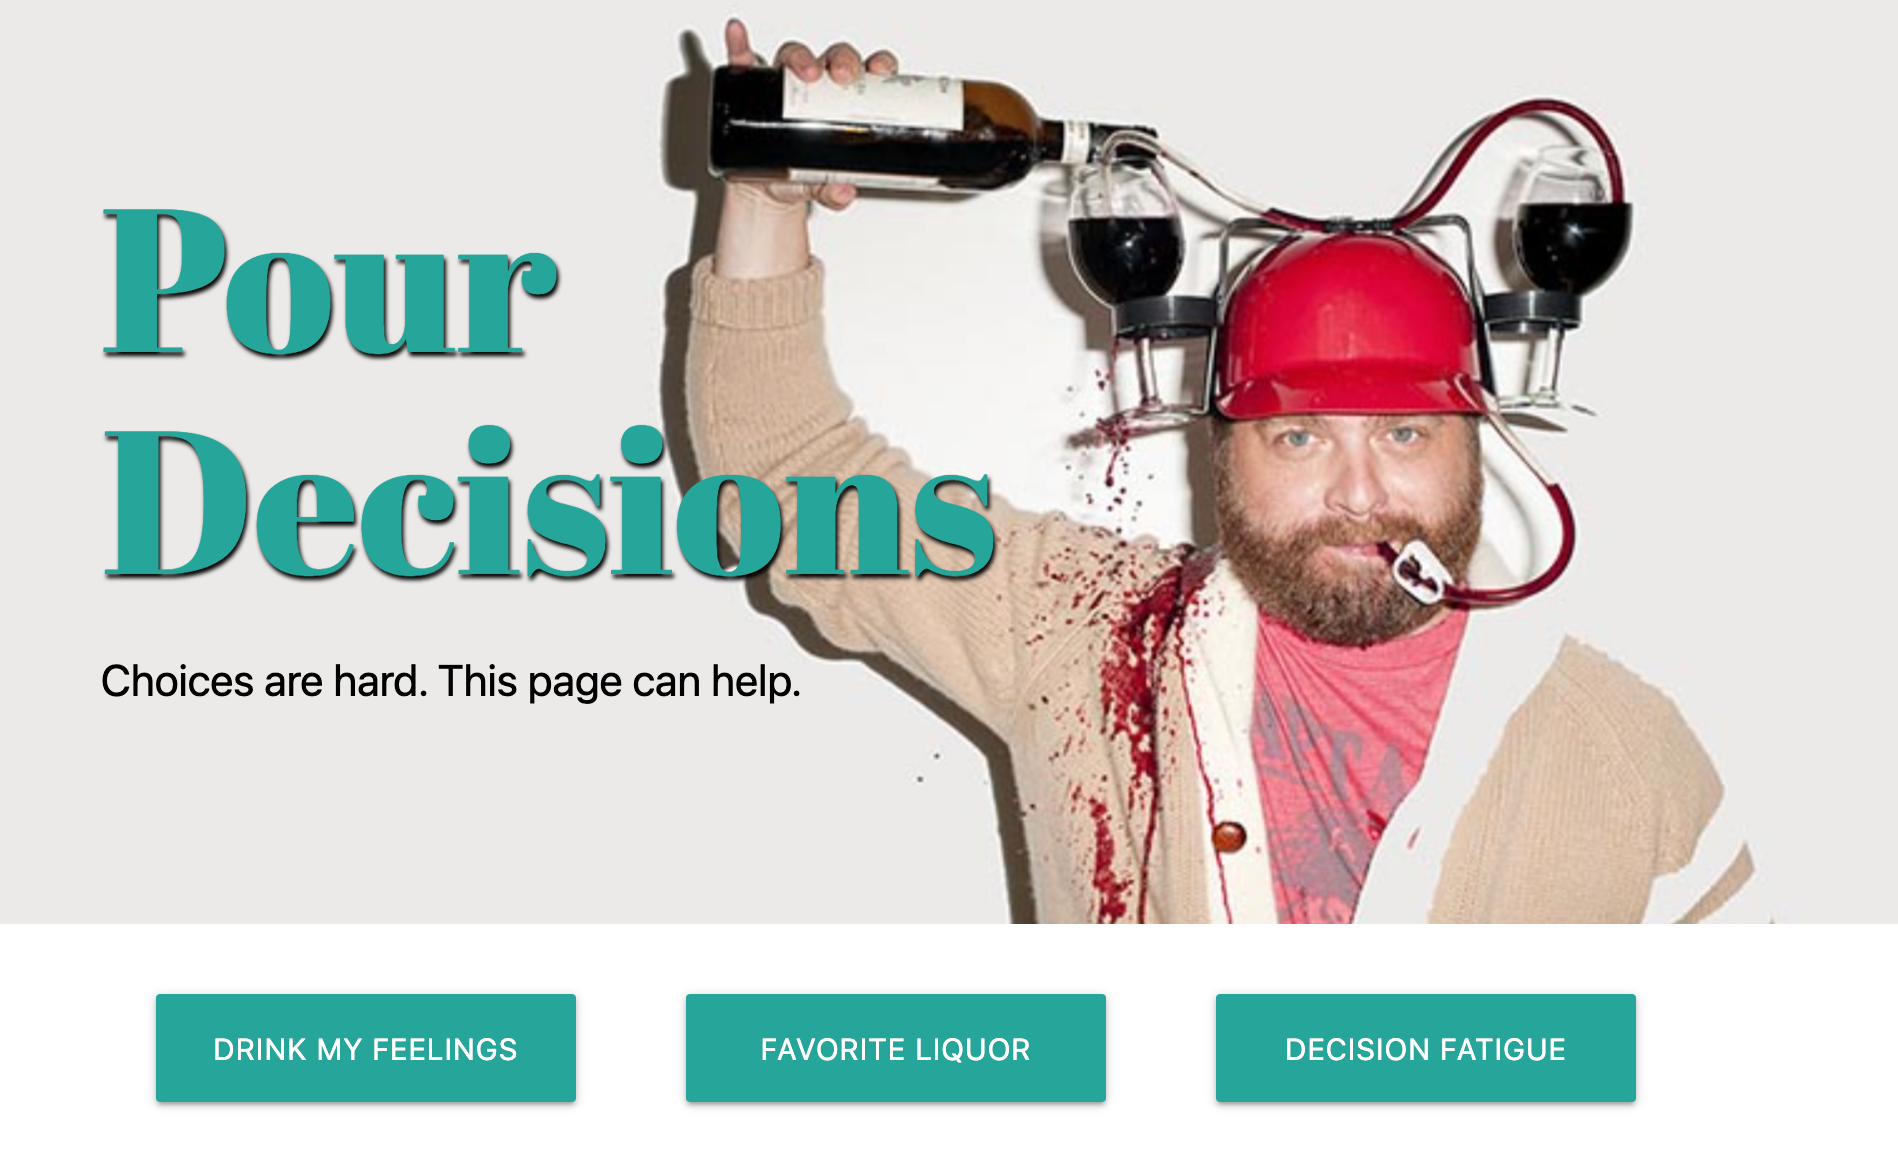 Pour
Decisions
Choices are hard. This page can help.
DRINK MY FEELINGS
FAVORITE LIQUOR
DECISION FATIGUE